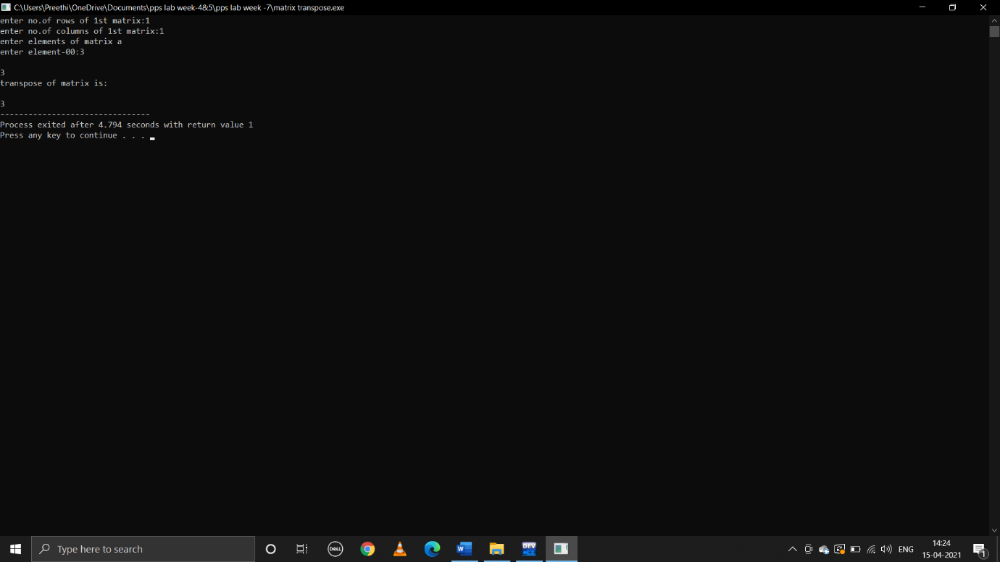 C:\Users\Preethi\OneDrive\Documents\pps lab week-4&5\pps lab week -7\matrix transpose.exe
enter no.of rows of 1st matrix:1
enter no.of columns of 1st matrix:1
enter elements of matrix a
enter element-00:3
3
transpose of matrix is:
3
--------------------------------
Process exited after 4.794 seconds with return value 1
Press any key to continue . . .
Type here to search
DELL
W
DEV
C++
ENG
14:24
15-04-2021
1